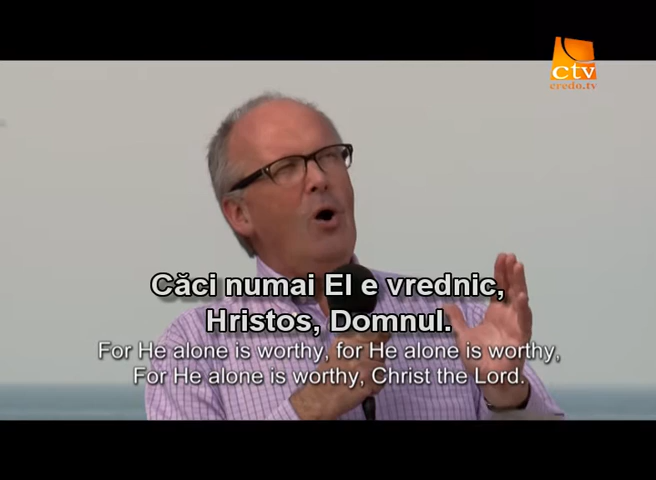 ctv
credo.tv
Căci numai El e vrednic,
Hristos, Domnul.
For He alone is worthy, for He alone is worthy,
For He alone is worthy, Christ the Lord.